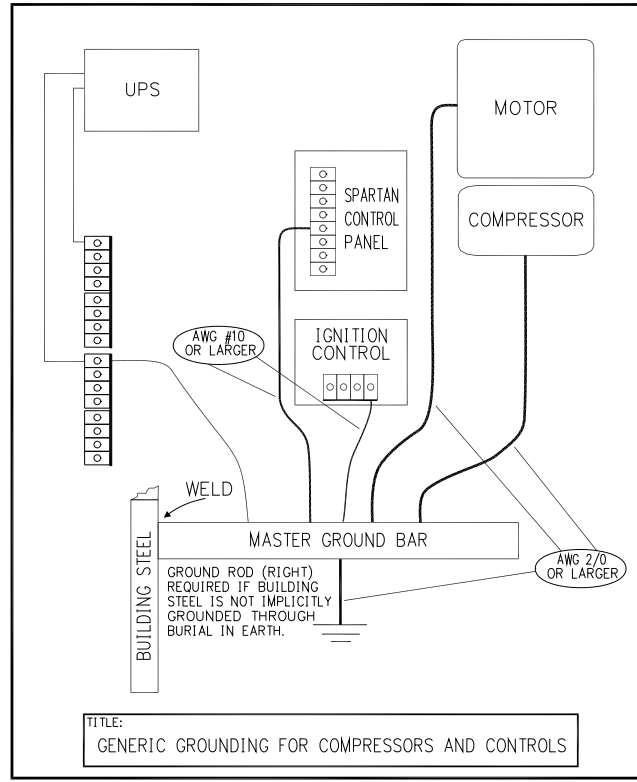 UPS
MOTOR
SPARTAN
CONTROL
PANEL
COMPRESSOR
AWG #10
OR LARGER
IGNITION
CONTROL
WELD
MASTER GROUND BAR
BUILDING STEEL
GROUND ROD (RIGHT)
REQUIRED IF BUILDING
STEEL IS NOT IMPLICITLY
GROUNDED THROUGH
BURIAL IN EARTH.
AWG 2/0
OR LARGER
TITLE:
GENERIC GROUNDING FOR COMPRESSORS AND CONTROLS